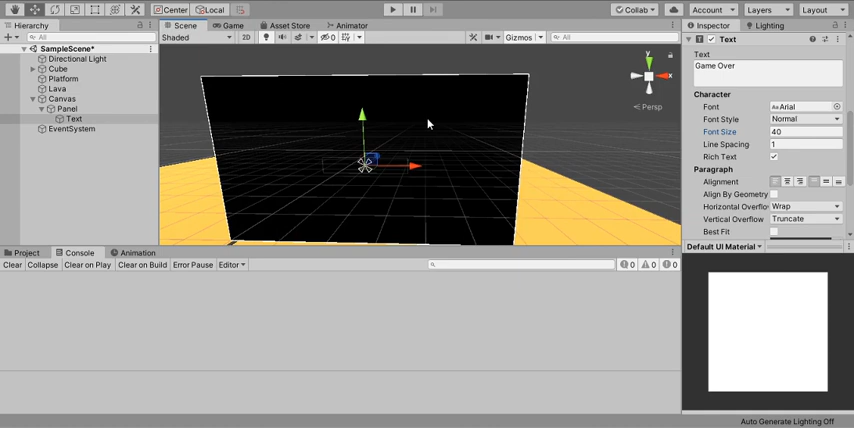 Center Local Collab Account Layers Layout
Hierarchy
All
SampleScene*
Directional Light
Cube
Platform
Lava
Canvas
Panel
Text
EventSystem
Scene Game Asset Store Animator
Shaded 2D 0 Gizmos All
y
x
Persp
Inspector Lighting
Text
Text
Game Over
Character
Font Arial
Font Style Normal
Font Size 40
Line Spacing 1
Rich Text
Paragraph
Alignment
Align By Geometry
Horizontal Overflow Wrap
Vertical Overflow Truncate
Best Fit
Default UI Material
Project Console Animation
Clear Collapse Clear on Play Clear on Build Error Pause Editor 0 0 0
Auto Generate Lighting Off